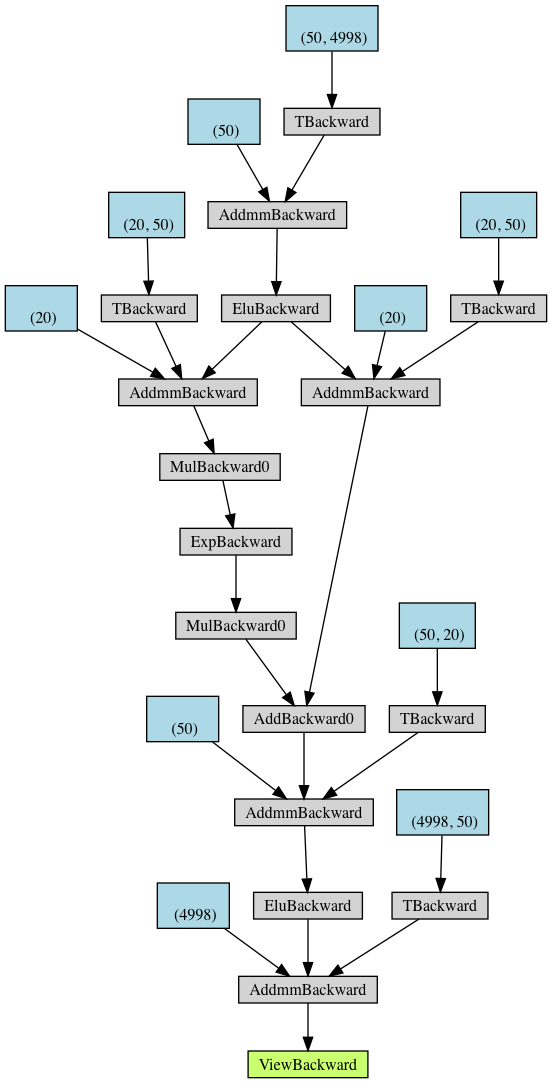 (50, 4998)
(50)
TBackward
AddmmBackward
(20, 50)
(20, 50)
(20)
TBackward
EluBackward
(20)
TBackward
AddmmBackward
AddmmBackward
MulBackward0
ExpBackward
MulBackward0
(50, 20)
(50)
AddBackward0
TBackward
AddmmBackward
(4998, 50)
(4998)
EluBackward
TBackward
AddmmBackward
ViewBackward